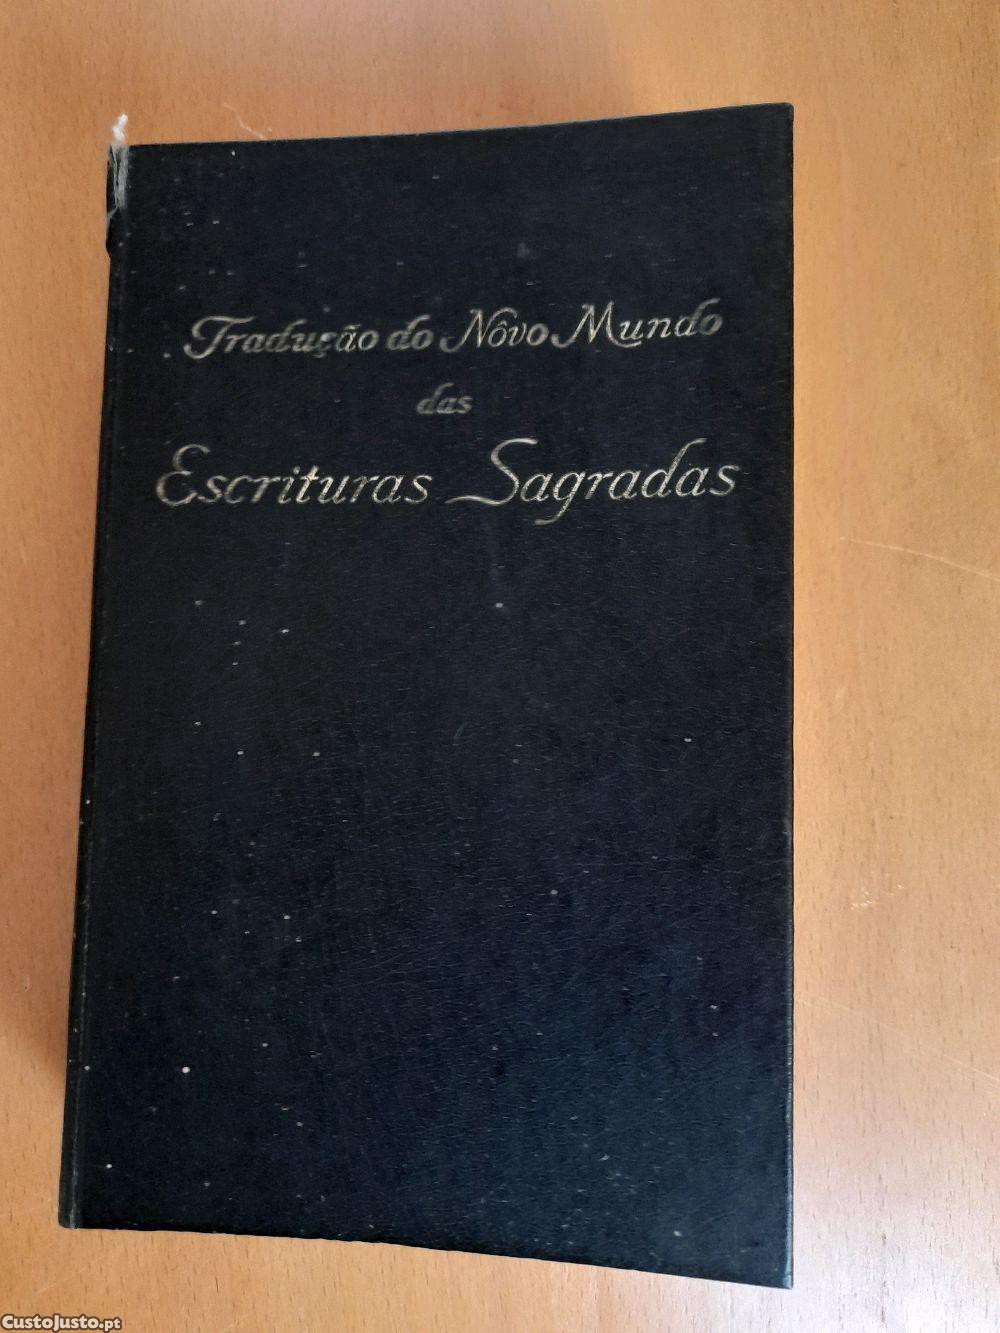 Tradução do Nôvo Mundo
das
Escrituras Sagradas
CustoJusto.pt